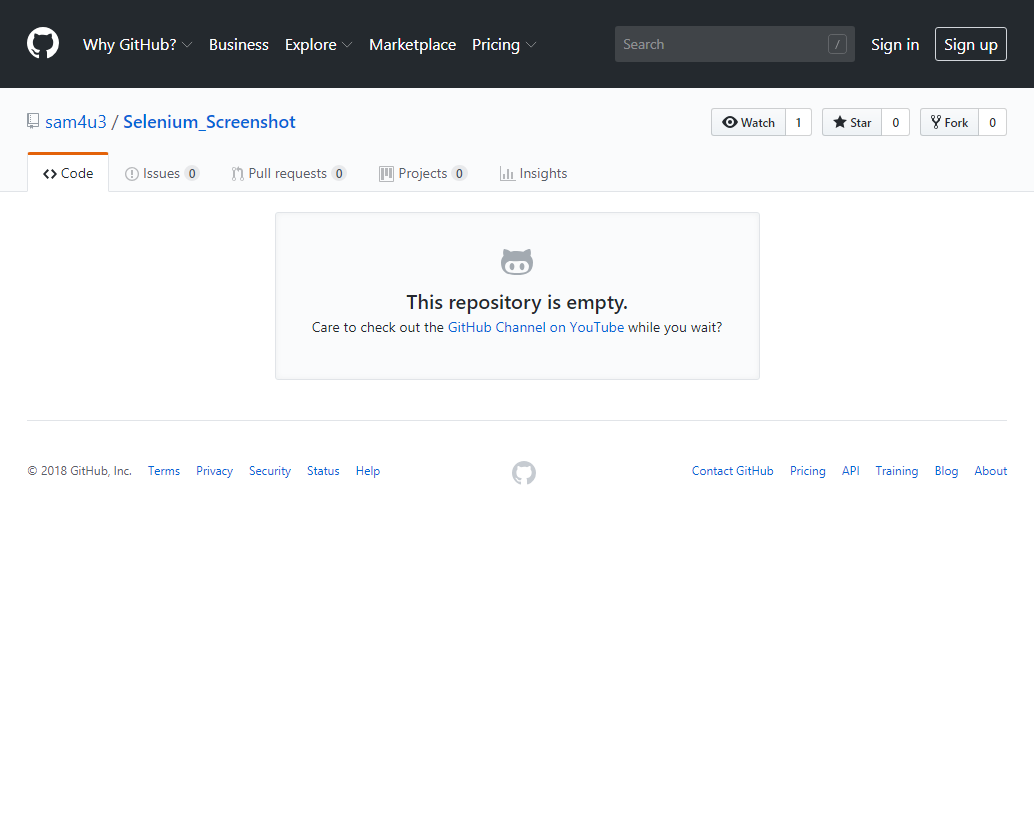 Why GitHub? Business Explore Marketplace Pricing Search / Sign in Sign up
sam4u3 / Selenium_Screenshot Watch 1 Star 0 Fork 0
Code Issues 0 Pull requests 0 Projects 0 Insights
This repository is empty.
Care to check out the GitHub Channel on YouTube while you wait?
© 2018 GitHub, Inc. Terms Privacy Security Status Help Contact GitHub Pricing API Training Blog About